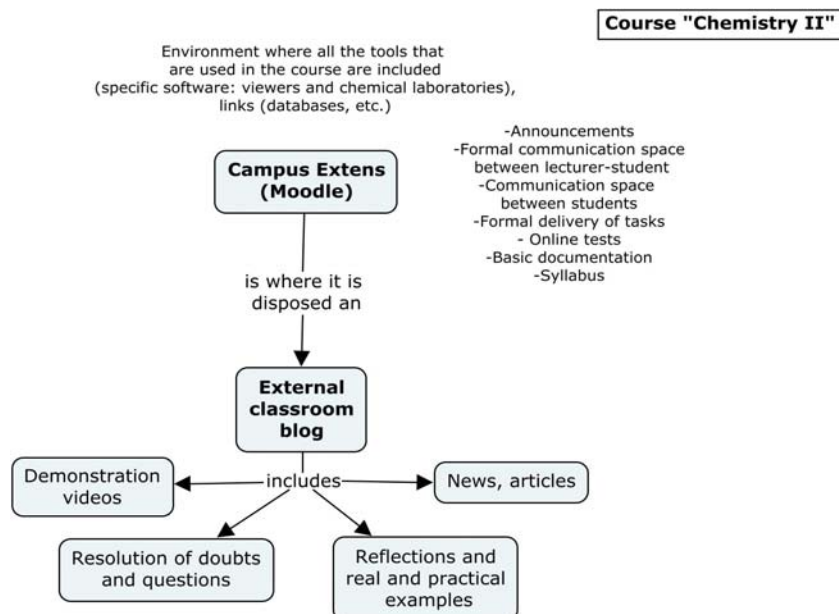 Course "Chemistry II"
Environment where all the tools that
are used in the course are included
(specific software: viewers and chemical laboratories),
links (databases, etc.)
-Announcements
-Formal communication space
between lecturer-student
-Communication space
between students
-Formal delivery of tasks
- Online tests
-Basic documentation
-Syllabus
Campus Extens
(Moodle)
is where it is
disposed an
External
classroom
blog
includes
Demonstration
videos
News, articles
Resolution of doubts
and questions
Reflections and
real and practical
examples